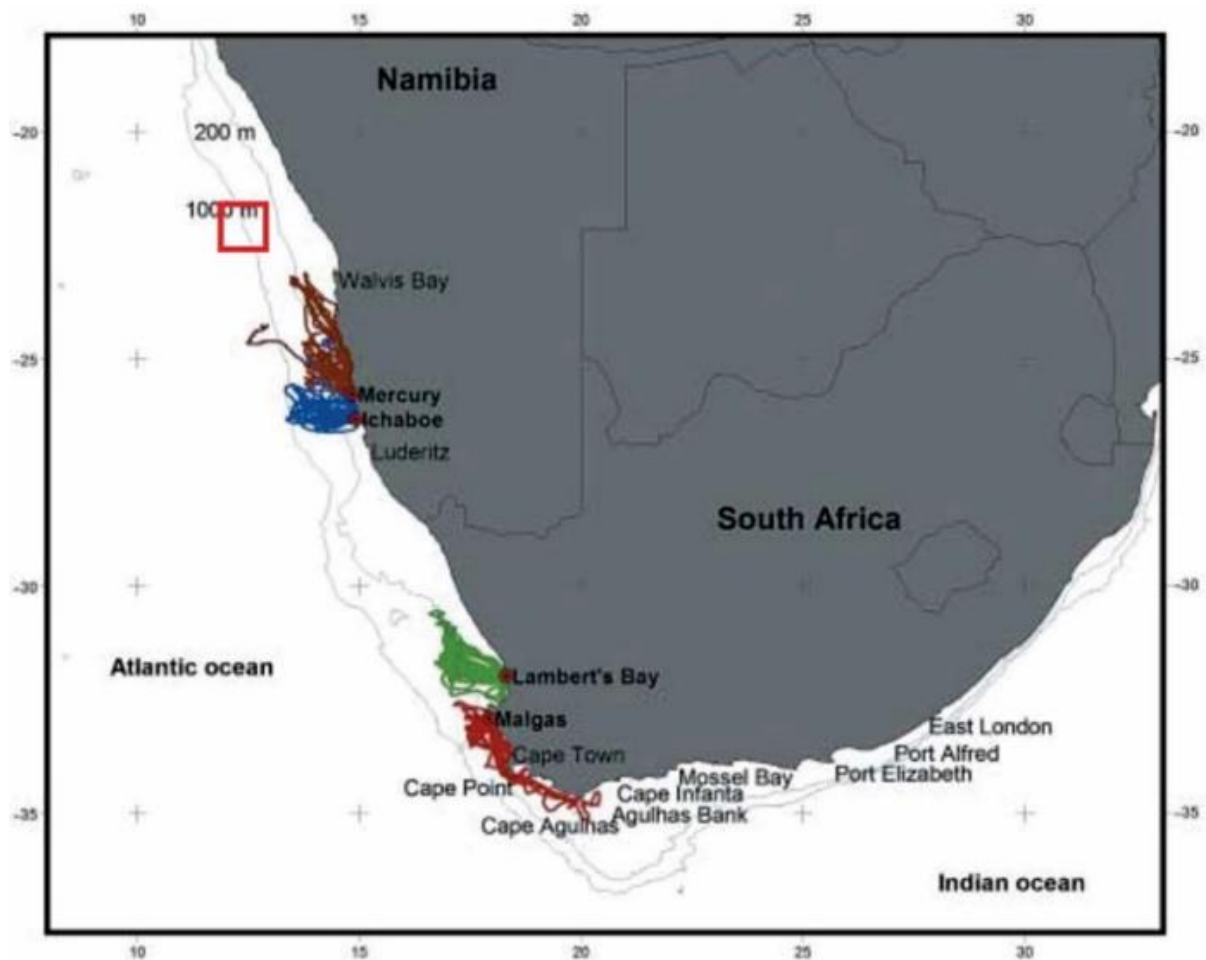 10 15 20 25 30
Namibia
-20 200 m -20
1000 m
Walvis Bay
-25 -25
Mercury
Ichaboe
Luderitz
South Africa
-30 -30
Atlantic ocean
Lambert's Bay
Malgas
East London
Cape Town
Port Alfred
Port Elizabeth
Mossel Bay
Cape Point
Cape Infanta
Agulhas Bank
-35 -35
Cape Agulhas
Indian ocean
10 15 20 25 30